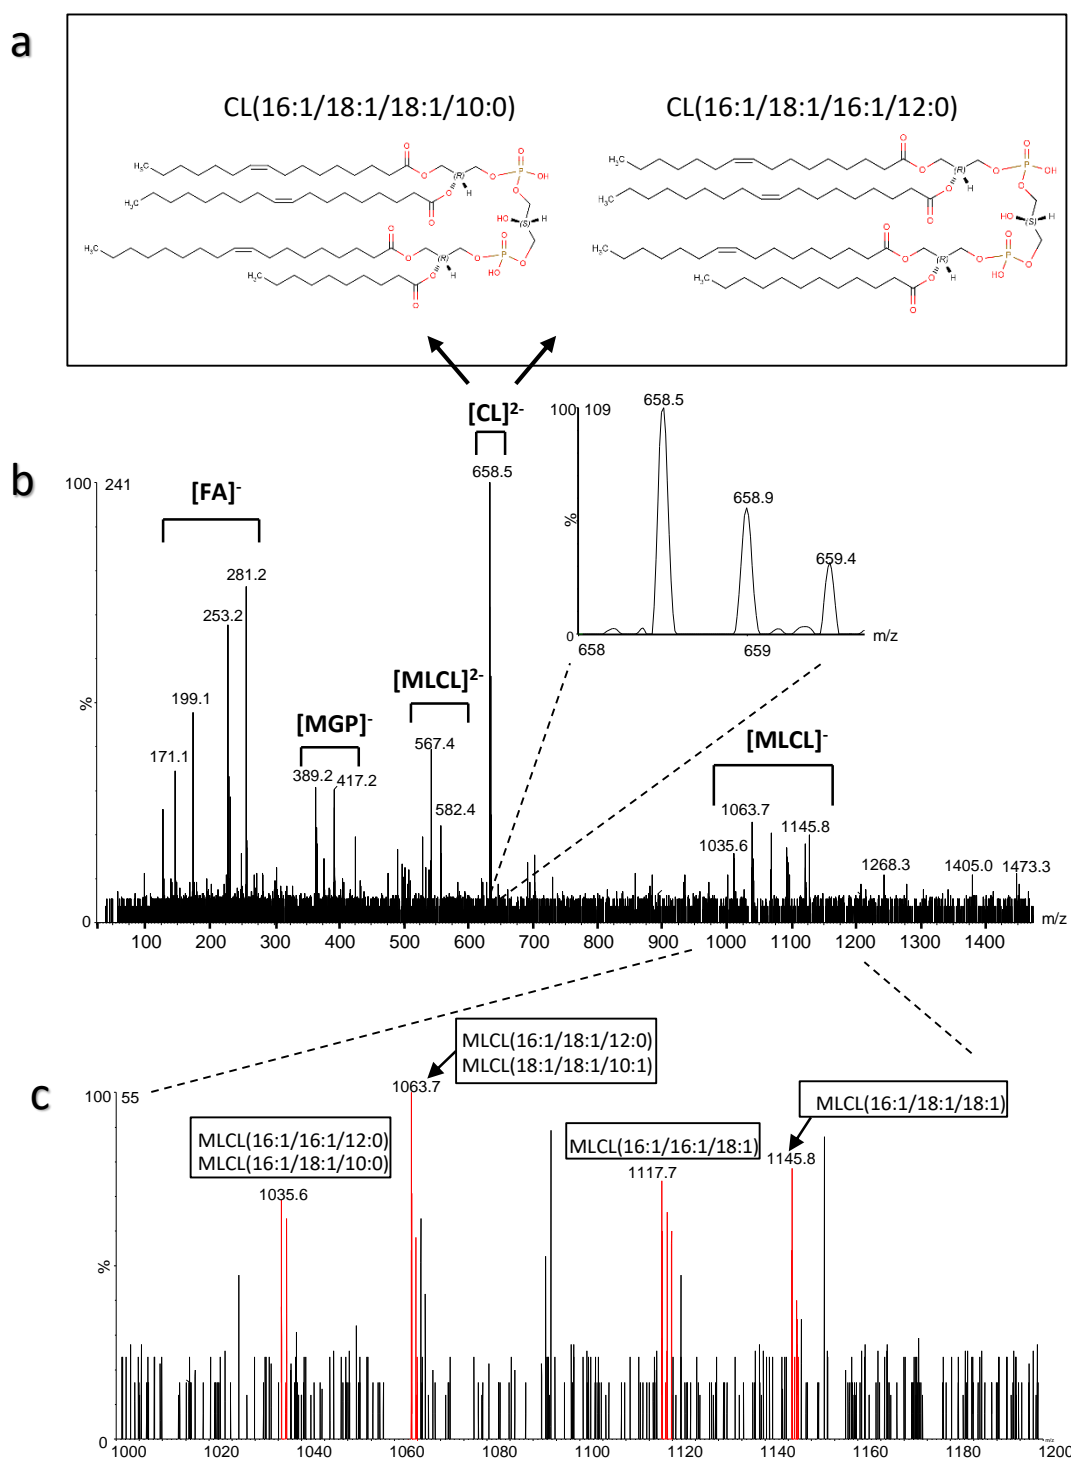 a
CL(16:1/18:1/18:1/10:0)
CL(16:1/18:1/16:1/12:0)
H₃C
O
O
O
P
OH
(R)
H
O
O
HO
H
(S)
O
P
O
OH
H₃C
H₃C
H₃C
[CL]²⁻
658.5
100 109
658.5
658.9
659.4
%
0
658
659
m/z
b
100 241
[FA]⁻
281.2
253.2
199.1
171.1
[MGP]⁻
389.2
417.2
[MLCL]²⁻
567.4
582.4
[MLCL]⁻
1063.7
1035.6
1145.8
1268.3
1405.0
1473.3
%
0
m/z
100 200 300 400 500 600 700 800 900 1000 1100 1200 1300 1400
c
100 55
MLCL(16:1/18:1/12:0)
MLCL(18:1/18:1/10:1)
1063.7
MLCL(16:1/18:1/18:1)
1145.8
MLCL(16:1/16:1/12:0)
MLCL(16:1/18:1/10:0)
1035.6
MLCL(16:1/16:1/18:1)
1117.7
%
0
m/z
1000 1020 1040 1060 1080 1100 1120 1140 1160 1180 1200